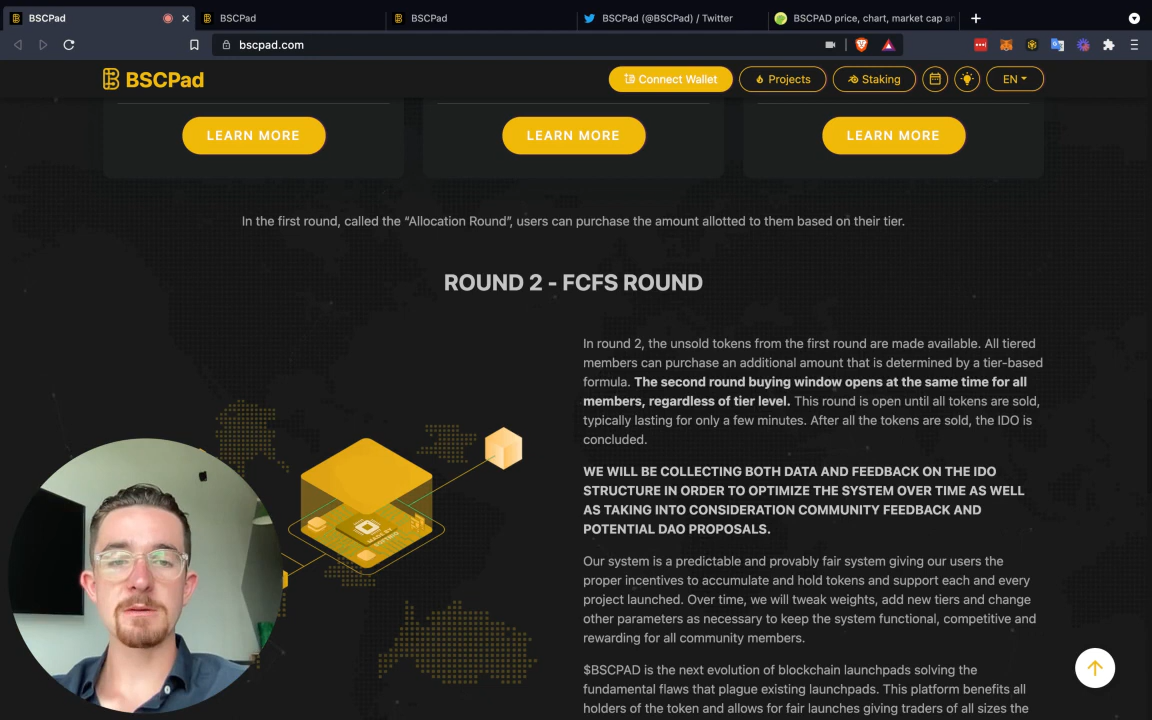 BSCPad
BSCPad
BSCPad
BSCPad (@BSCPad) / Twitter
BSCPAD price, chart, market cap an
bscpad.com
BSCPad
Connect Wallet
Projects
Staking
EN
LEARN MORE
LEARN MORE
LEARN MORE
In the first round, called the “Allocation Round”, users can purchase the amount allotted to them based on their tier.
ROUND 2 - FCFS ROUND
In round 2, the unsold tokens from the first round are made available. All tiered
members can purchase an additional amount that is determined by a tier-based
formula. The second round buying window opens at the same time for all
members, regardless of tier level. This round is open until all tokens are sold,
typically lasting for only a few minutes. After all the tokens are sold, the IDO is
concluded.
WE WILL BE COLLECTING BOTH DATA AND FEEDBACK ON THE IDO
STRUCTURE IN ORDER TO OPTIMIZE THE SYSTEM OVER TIME AS WELL
AS TAKING INTO CONSIDERATION COMMUNITY FEEDBACK AND
POTENTIAL DAO PROPOSALS.
Our system is a predictable and provably fair system giving our users the
proper incentives to accumulate and hold tokens and support each and every
project launched. Over time, we will tweak weights, add new tiers and change
other parameters as necessary to keep the system functional, competitive and
rewarding for all community members.
$BSCPAD is the next evolution of blockchain launchpads solving the
fundamental flaws that plague existing launchpads. This platform benefits all
holders of the token and allows for fair launches giving traders of all sizes the